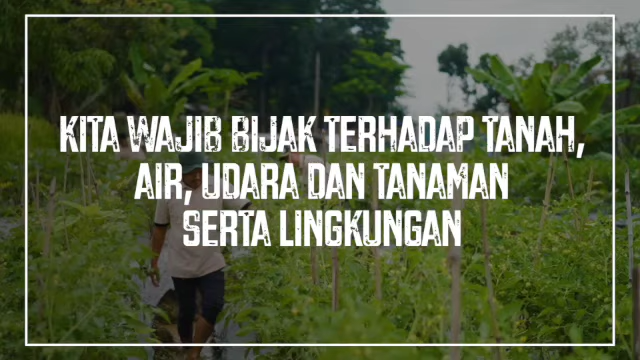 KITA WAJIB BIJAK TERHADAP TANAH,
AIR, UDARA DAN TANAMAN
SERTA LINGKUNGAN